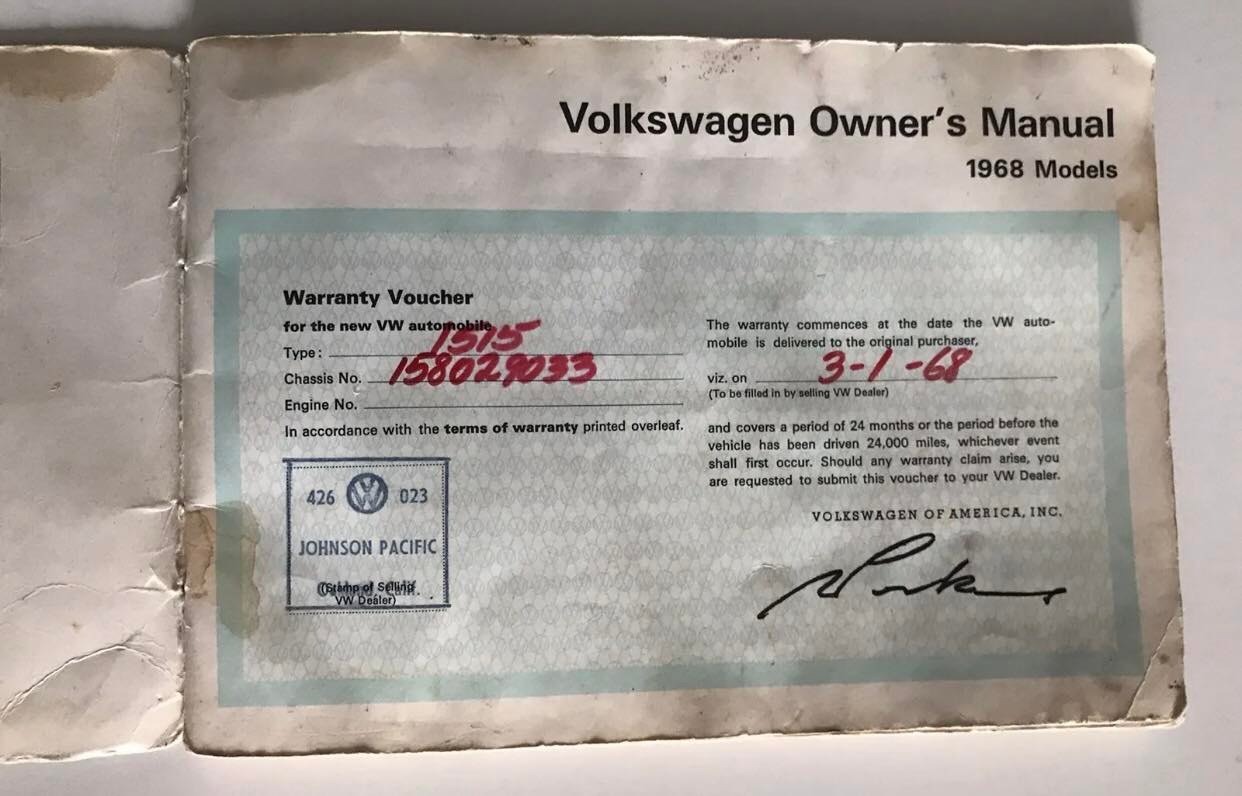 Volkswagen Owner's Manual
1968 Models
Warranty Voucher
for the new VW automobile
Type: 1515
Chassis No. 158029033
Engine No.
In accordance with the terms of warranty printed overleaf.
426 VW 023
JOHNSON PACIFIC
Calif.
(Stamp of Selling
VW Dealer)
The warranty commences at the date the VW auto-
mobile is delivered to the original purchaser,
viz. on 3-1-68
(To be filled in by selling VW Dealer)
and covers a period of 24 months or the period before the
vehicle has been driven 24,000 miles, whichever event
shall first occur. Should any warranty claim arise, you
are requested to submit this voucher to your VW Dealer.
VOLKSWAGEN OF AMERICA, INC.